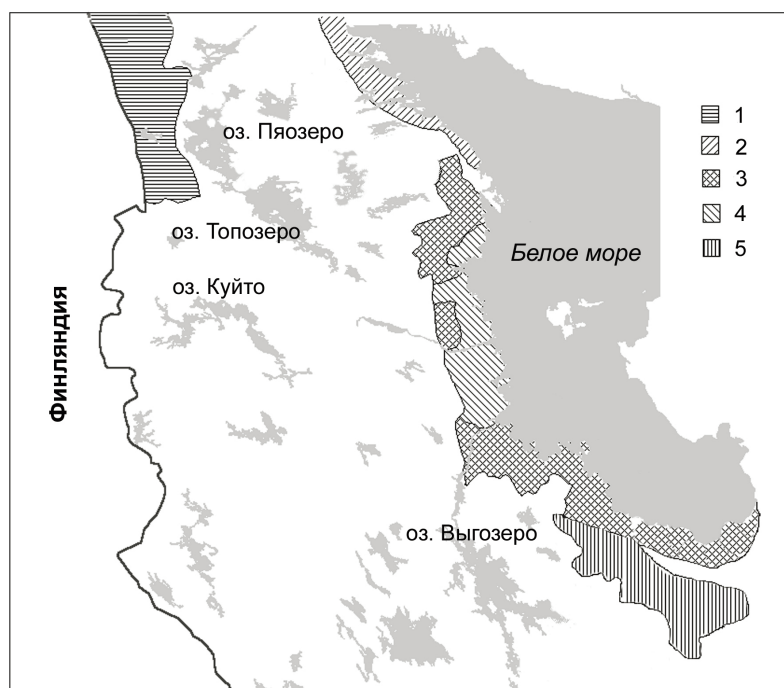 1
оз. Пяозеро
2
3
4
оз. Топозеро
5
Белое море
оз. Куйто
Финляндия
оз. Выгозеро